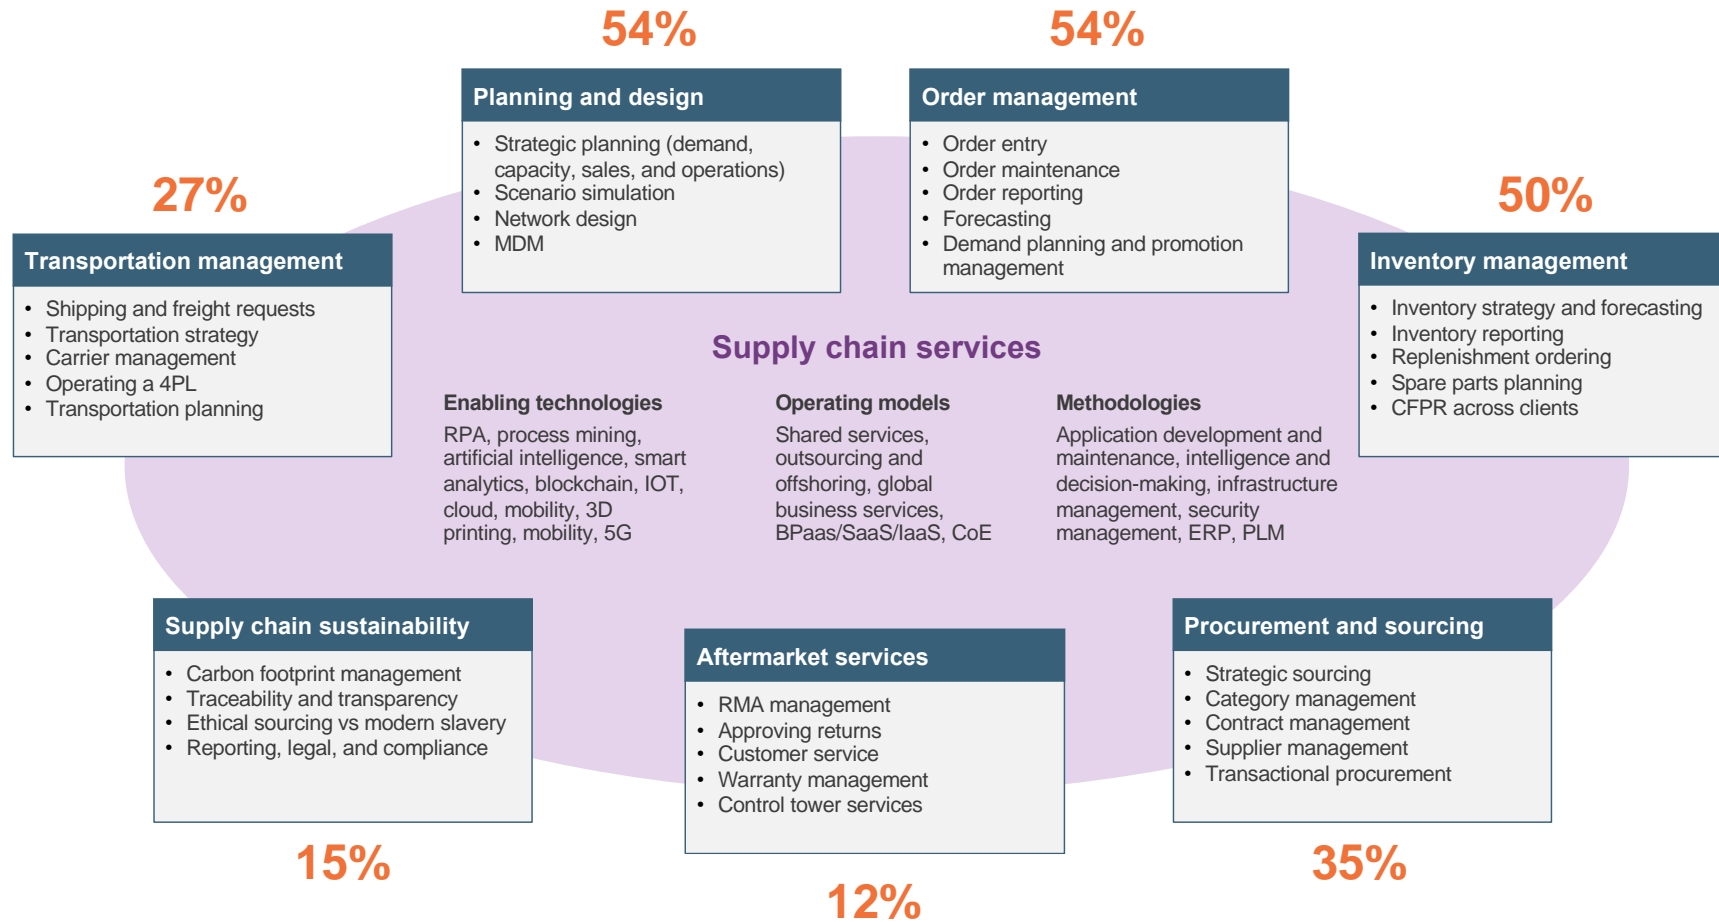 54%
54%
Planning and design
• Strategic planning (demand,
capacity, sales, and operations)
• Scenario simulation
• Network design
• MDM
Order management
• Order entry
• Order maintenance
• Order reporting
• Forecasting
• Demand planning and promotion
management
27%
Transportation management
• Shipping and freight requests
• Transportation strategy
• Carrier management
• Operating a 4PL
• Transportation planning
50%
Inventory management
• Inventory strategy and forecasting
• Inventory reporting
• Replenishment ordering
• Spare parts planning
• CFPR across clients
Supply chain services
Enabling technologies
RPA, process mining,
artificial intelligence, smart
analytics, blockchain, IOT,
cloud, mobility, 3D
printing, mobility, 5G
Operating models
Shared services,
outsourcing and
offshoring, global
business services,
BPaas/SaaS/IaaS, CoE
Methodologies
Application development and
maintenance, intelligence and
decision-making, infrastructure
management, security
management, ERP, PLM
Supply chain sustainability
• Carbon footprint management
• Traceability and transparency
• Ethical sourcing vs modern slavery
• Reporting, legal, and compliance
15%
Aftermarket services
• RMA management
• Approving returns
• Customer service
• Warranty management
• Control tower services
12%
Procurement and sourcing
• Strategic sourcing
• Category management
• Contract management
• Supplier management
• Transactional procurement
35%